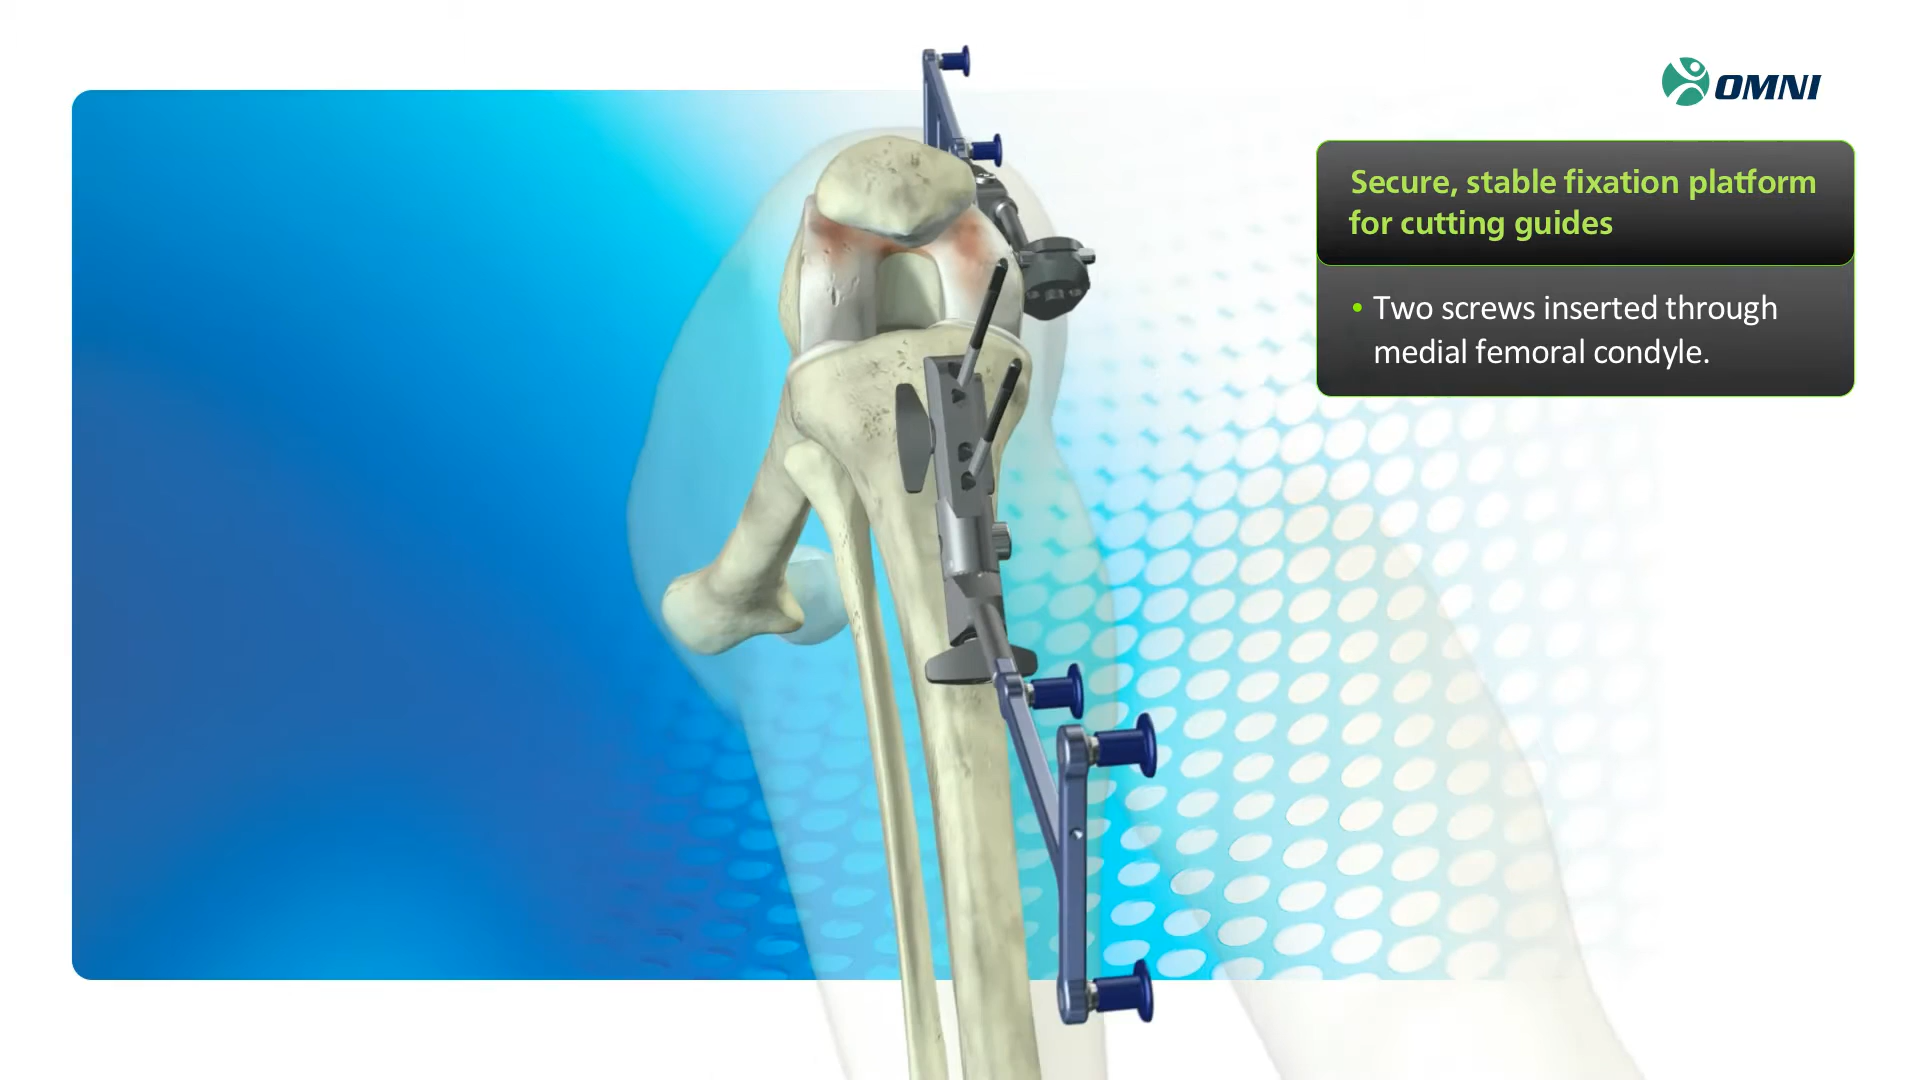 OMNI
Secure, stable fixation platform
for cutting guides
• Two screws inserted through
medial femoral condyle.